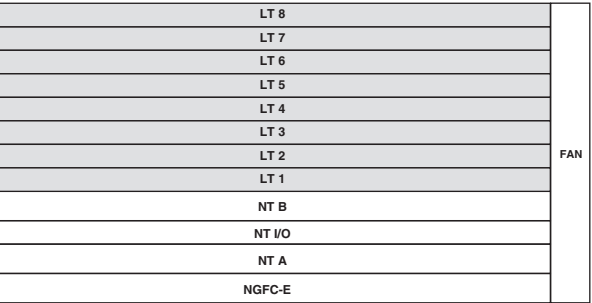 LT 8
LT 7
LT 6
LT 5
LT 4
LT 3
LT 2
FAN
LT 1
NT B
NT I/O
NT A
NGFC-E